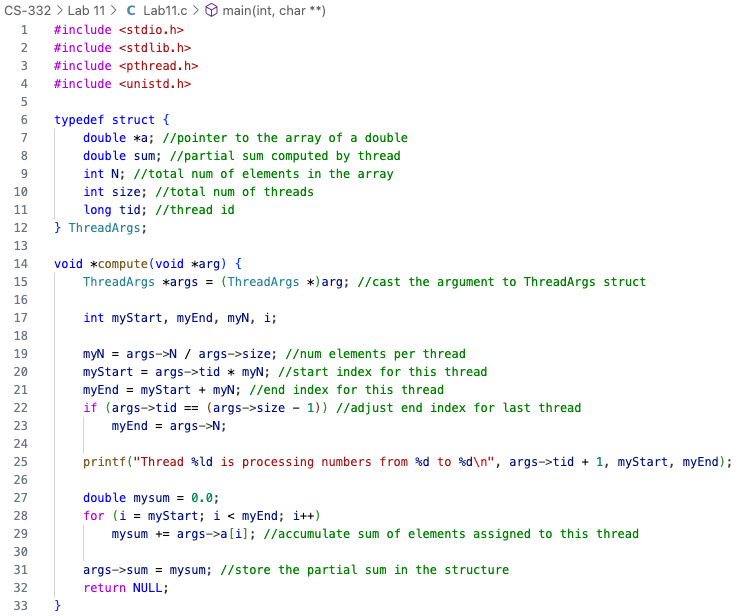 CS-332 > Lab 11 > C Lab11.c > main(int, char **)
1 #include <stdio.h>
2 #include <stdlib.h>
3 #include <pthread.h>
4 #include <unistd.h>
5
6 typedef struct {
7     double *a; //pointer to the array of a double
8     double sum; //partial sum computed by thread
9     int N; //total num of elements in the array
10     int size; //total num of threads
11     long tid; //thread id
12 } ThreadArgs;
13
14 void *compute(void *arg) {
15     ThreadArgs *args = (ThreadArgs *)arg; //cast the argument to ThreadArgs struct
16
17     int myStart, myEnd, myN, i;
18
19     myN = args->N / args->size; //num elements per thread
20     myStart = args->tid * myN; //start index for this thread
21     myEnd = myStart + myN; //end index for this thread
22     if (args->tid == (args->size - 1)) //adjust end index for last thread
23         myEnd = args->N;
24
25     printf("Thread %ld is processing numbers from %d to %d\n", args->tid + 1, myStart, myEnd);
26
27     double mysum = 0.0;
28     for (i = myStart; i < myEnd; i++)
29         mysum += args->a[i]; //accumulate sum of elements assigned to this thread
30
31     args->sum = mysum; //store the partial sum in the structure
32     return NULL;
33 }